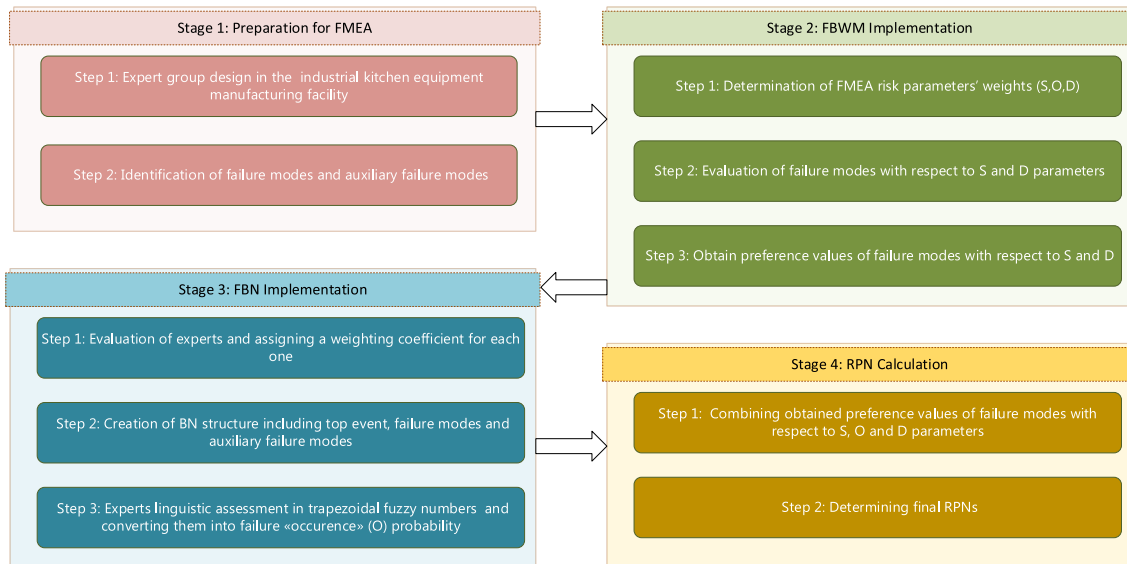 Stage 1: Preparation for FMEA
Step 1: Expert group design in the industrial kitchen equipment
manufacturing facility
Step 2: Identification of failure modes and auxiliary failure modes
Stage 2: FBWM Implementation
Step 1: Determination of FMEA risk parameters’ weights (S,O,D)
Step 2: Evaluation of failure modes with respect to S and D parameters
Step 3: Obtain preference values of failure modes with respect to S and D
Stage 3: FBN Implementation
Step 1: Evaluation of experts and assigning a weighting coefficient for each
one
Step 2: Creation of BN structure including top event, failure modes and
auxiliary failure modes
Step 3: Experts linguistic assessment in trapezoidal fuzzy numbers and
converting them into failure «occurence» (O) probability
Stage 4: RPN Calculation
Step 1: Combining obtained preference values of failure modes with
respect to S, O and D parameters
Step 2: Determining final RPNs